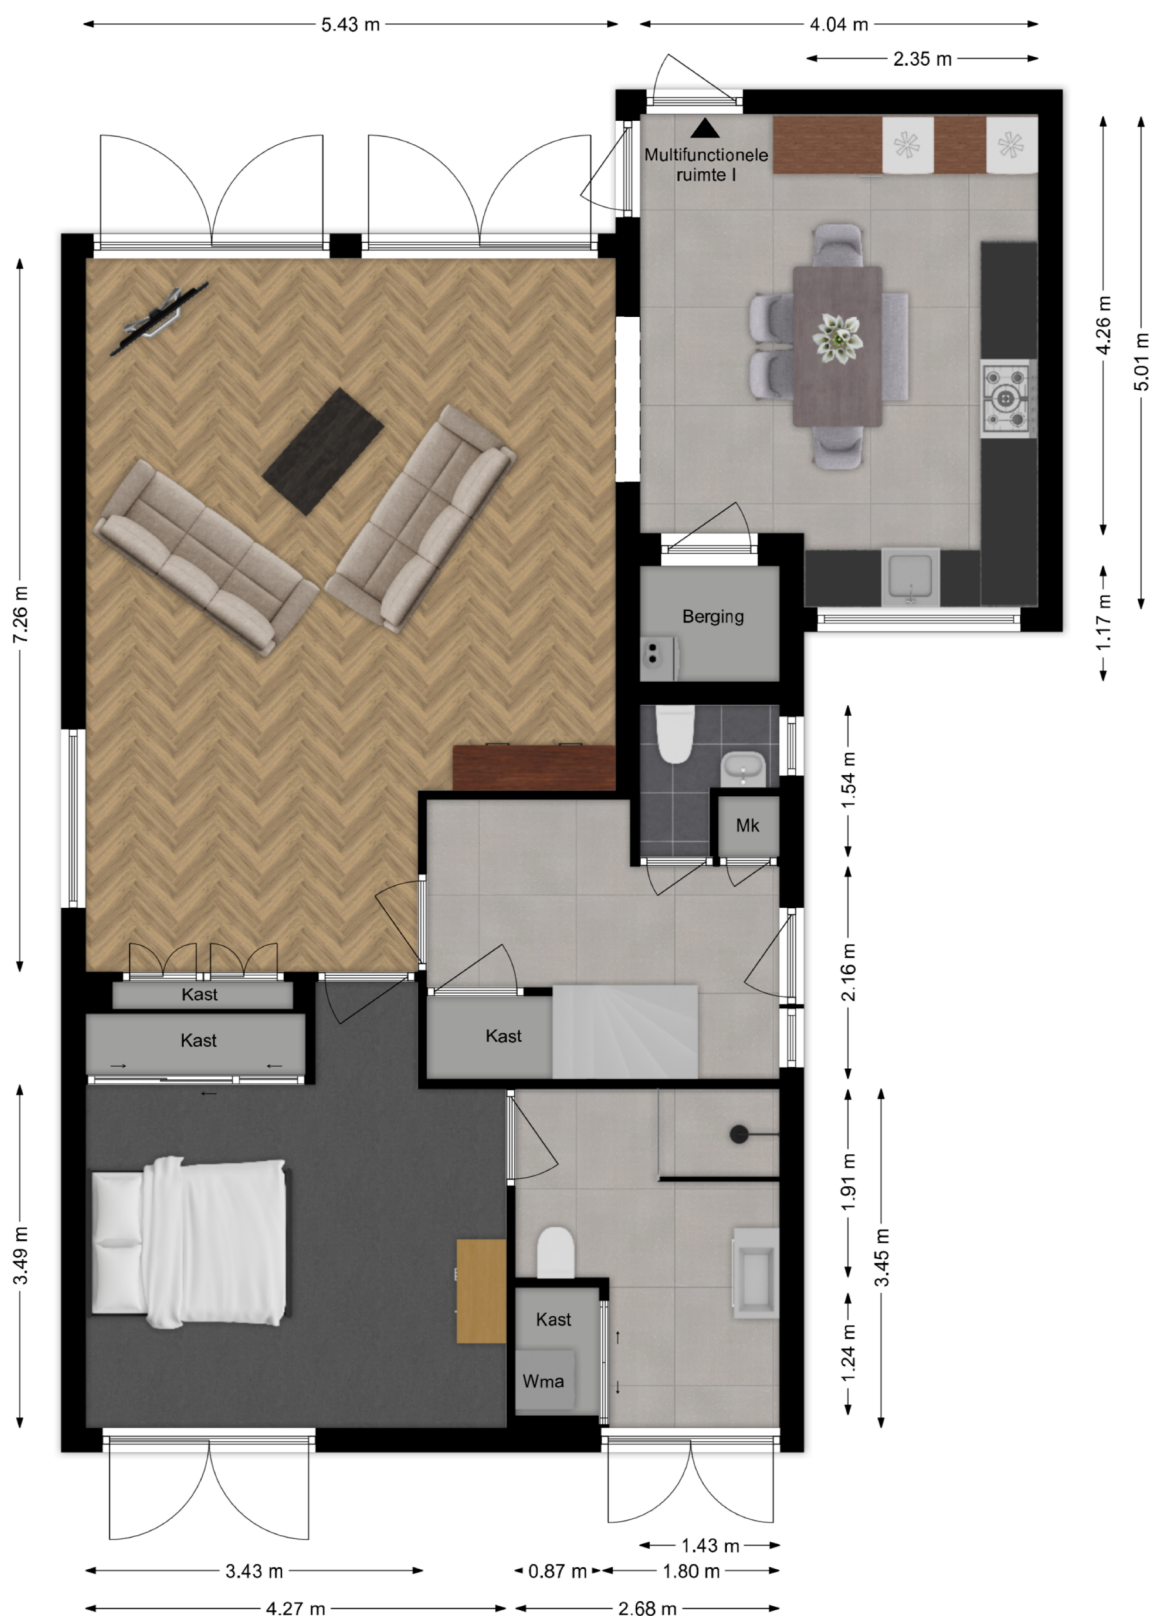 5.43 m
4.04 m
2.35 m
Multifunctionele
ruimte I
4.26 m
5.01 m
7.26 m
Berging
1.17 m
1.54 m
Mk
2.16 m
Kast
Kast
Kast
1.91 m
3.49 m
3.45 m
Kast
1.24 m
Wma
1.43 m
3.43 m
0.87 m
1.80 m
4.27 m
2.68 m